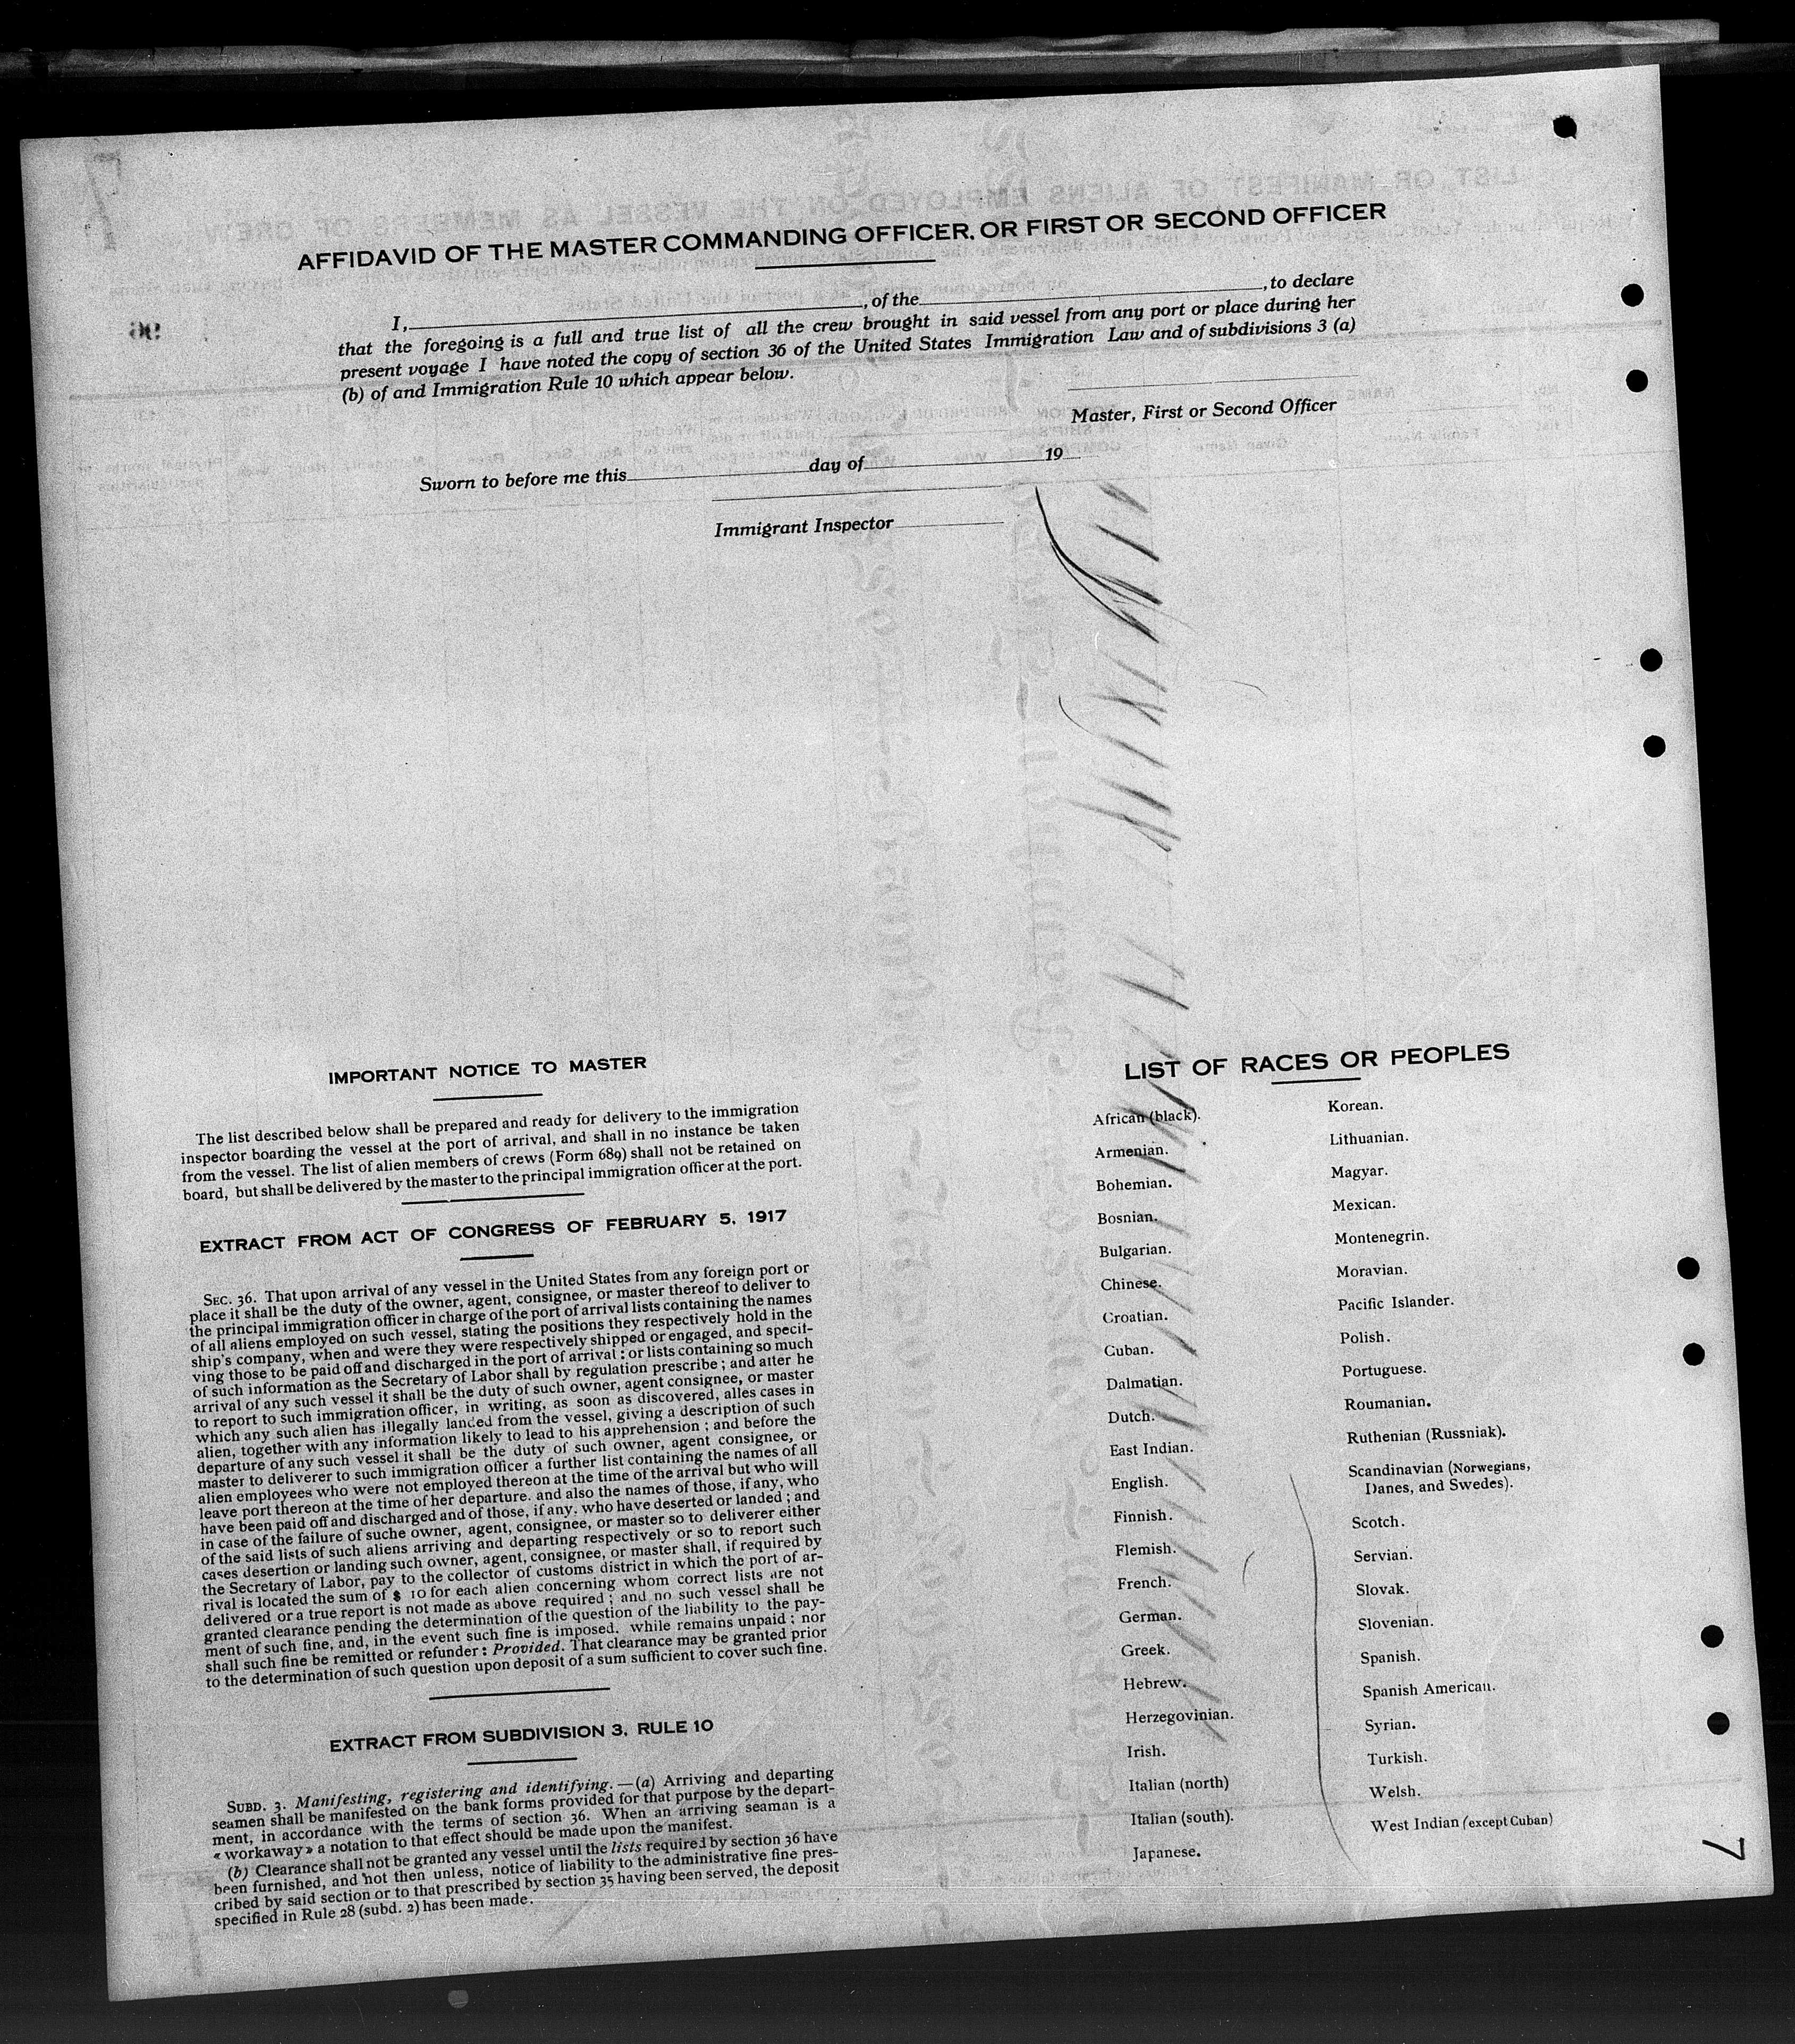 AFFIDAVID OF THE MASTER COMMANDING OFFICER, OR FIRST OR SECOND OFFICER
I, , of the , to declare
that the foregoing is a full and true list of all the crew brought in said vessel from any port or place during her
present voyage I have noted the copy of section 36 of the United States Immigration Law and of subdivisions 3 (a)
(b) of and Immigration Rule 10 which appear below.
Master, First or Second Officer
Sworn to before me this day of 19
Immigrant Inspector
IMPORTANT NOTICE TO MASTER
The list described below shall be prepared and ready for delivery to the immigration
inspector boarding the vessel at the port of arrival, and shall in no instance be taken
from the vessel. The list of alien members of crews (Form 689) shall not be retained on
board, but shall be delivered by the master to the principal immigration officer at the port.
EXTRACT FROM ACT OF CONGRESS OF FEBRUARY 5, 1917
SEC. 36. That upon arrival of any vessel in the United States from any foreign port or
place it shall be the duty of the owner, agent, consignee, or master thereof to deliver to
the principal immigration officer in charge of the port of arrival lists containing the names
of all aliens employed on such vessel, stating the positions they respectively hold in the
ship's company, when and were they were respectively shipped or engaged, and specit-
ving those to be paid off and discharged in the port of arrival : or lists containing so much
of such information as the Secretary of Labor shall by regulation prescribe ; and atter he
arrival of any such vessel it shall be the duty of such owner, agent consignee, or master
to report to such immigration officer, in writing, as soon as discovered, alles cases in
which any such alien has illegally landed from the vessel, giving a description of such
alien, together with any information likely to lead to his apprehension ; and before the
departure of any such vessel it shall be the duty of such owner, agent consignee, or
master to deliverer to such immigration officer a further list containing the names of all
alien employees who were not employed thereon at the time of the arrival but who will
leave port thereon at the time of her departure. and also the names of those, if any, who
have been paid off and discharged and of those, if any. who have deserted or landed ; and
in case of the failure of suche owner, agent, consignee, or master so to deliverer either
of the said lists of such aliens arriving and departing respectively or so to report such
cases desertion or landing such owner, agent, consignee, or master shall, if required by
the Secretary of Labor, pay to the collector of customs district in which the port of ar-
rival is located the sum of $ 10 for each alien concerning whom correct lists are not
delivered or a true report is not made as above required ; and no such vessel shall be
granted clearance pending the determination of the question of the liability to the pay-
ment of such fine, and, in the event such fine is imposed. while remains unpaid ; nor
shall such fine be remitted or refunder : Provided. That clearance may be granted prior
to the determination of such question upon deposit of a sum sufficient to cover such fine.
EXTRACT FROM SUBDIVISION 3, RULE 10
SUBD. 3. Manifesting, registering and identifying. — (a) Arriving and departing
seamen shall be manifested on the bank forms provided for that purpose by the depart-
ment, in accordance with the terms of section 36. When an arriving seaman is a
« workaway » a notation to that effect should be made upon the manifest.
(b) Clearance shall not be granted any vessel until the lists required by section 36 have
been furnished, and not then unless, notice of liability to the administrative fine pres-
cribed by said section or to that prescribed by section 35 having been served, the deposit
specified in Rule 28 (subd. 2) has been made.
LIST OF RACES OR PEOPLES
African (black).
Armenian.
Bohemian.
Bosnian.
Bulgarian.
Chinese.
Croatian.
Cuban.
Dalmatian.
Dutch.
East Indian.
English.
Finnish.
Flemish.
French.
German.
Greek.
Hebrew.
Herzegovinian.
Irish.
Italian (north)
Italian (south).
Japanese.
Korean.
Lithuanian.
Magyar.
Mexican.
Montenegrin.
Moravian.
Pacific Islander.
Polish.
Portuguese.
Roumanian.
Ruthenian (Russniak).
Scandinavian (Norwegians,
Danes, and Swedes).
Scotch.
Servian.
Slovak.
Slovenian.
Spanish.
Spanish American.
Syrian.
Turkish.
Welsh.
West Indian (except Cuban)
7